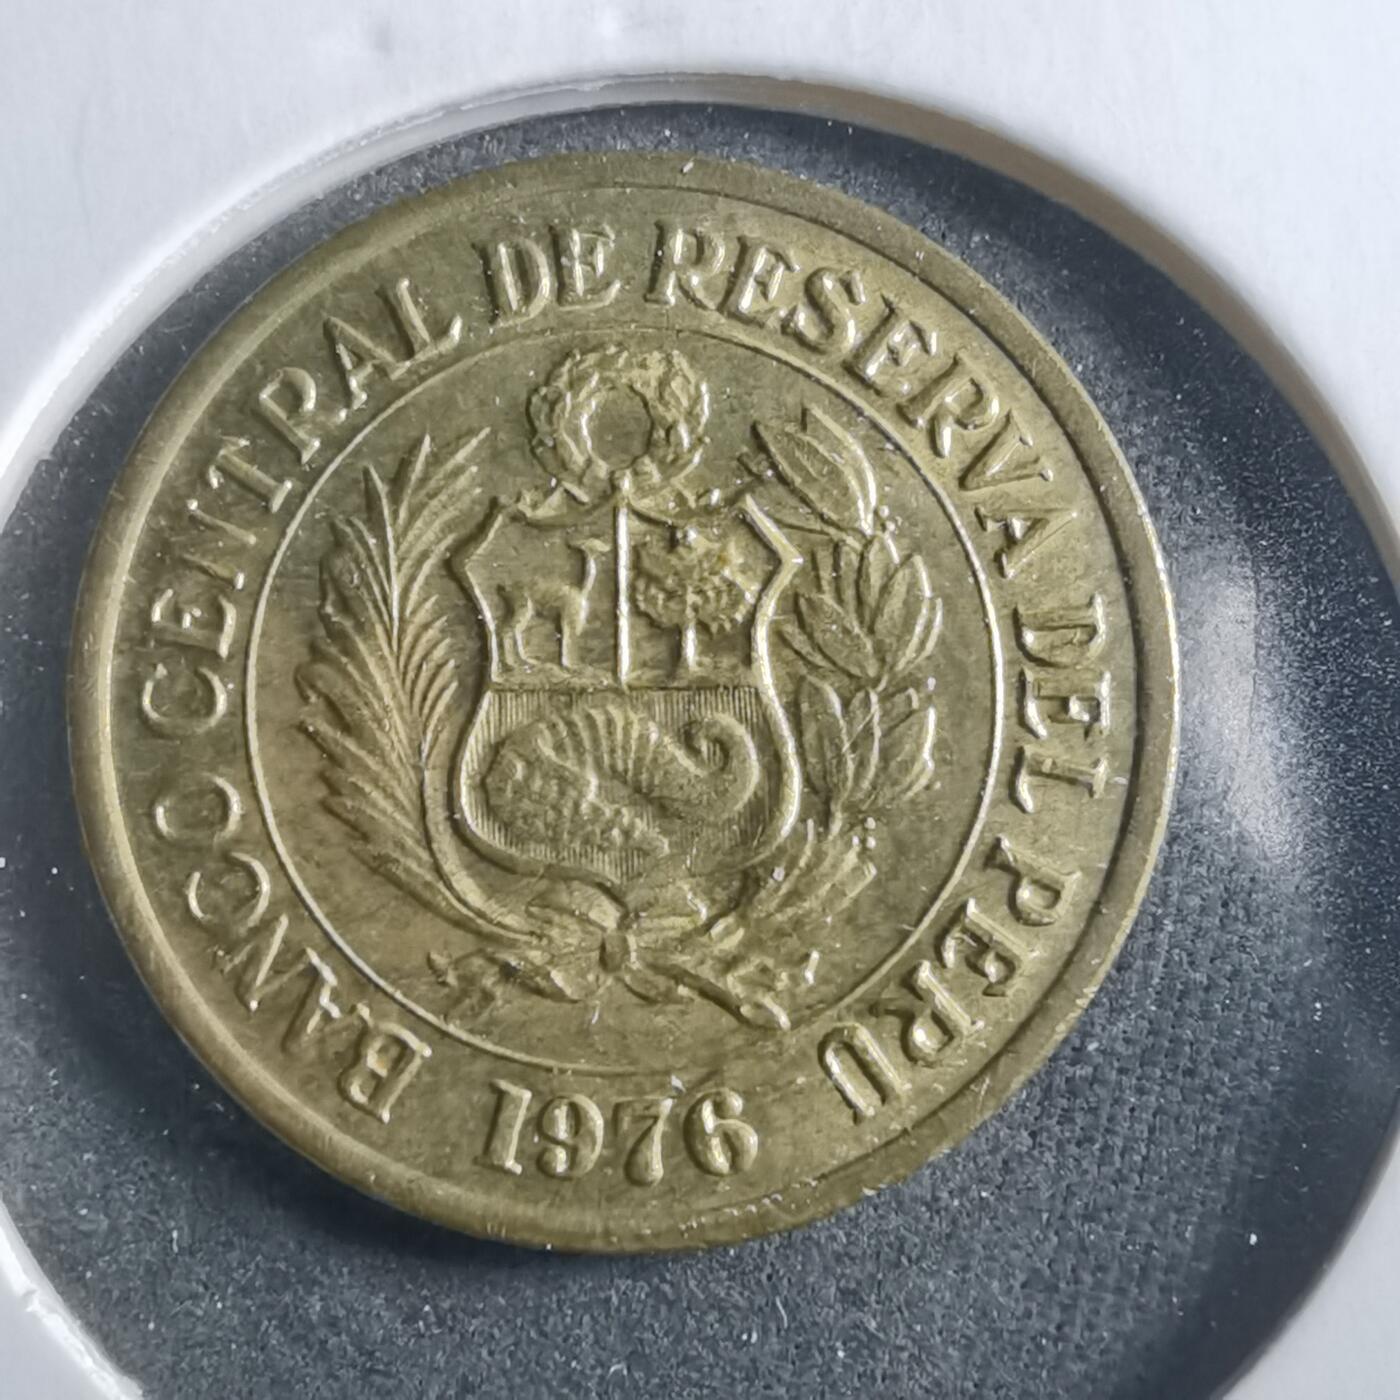 BANCO CENTRAL DE RESERVA DEL PERU
1976